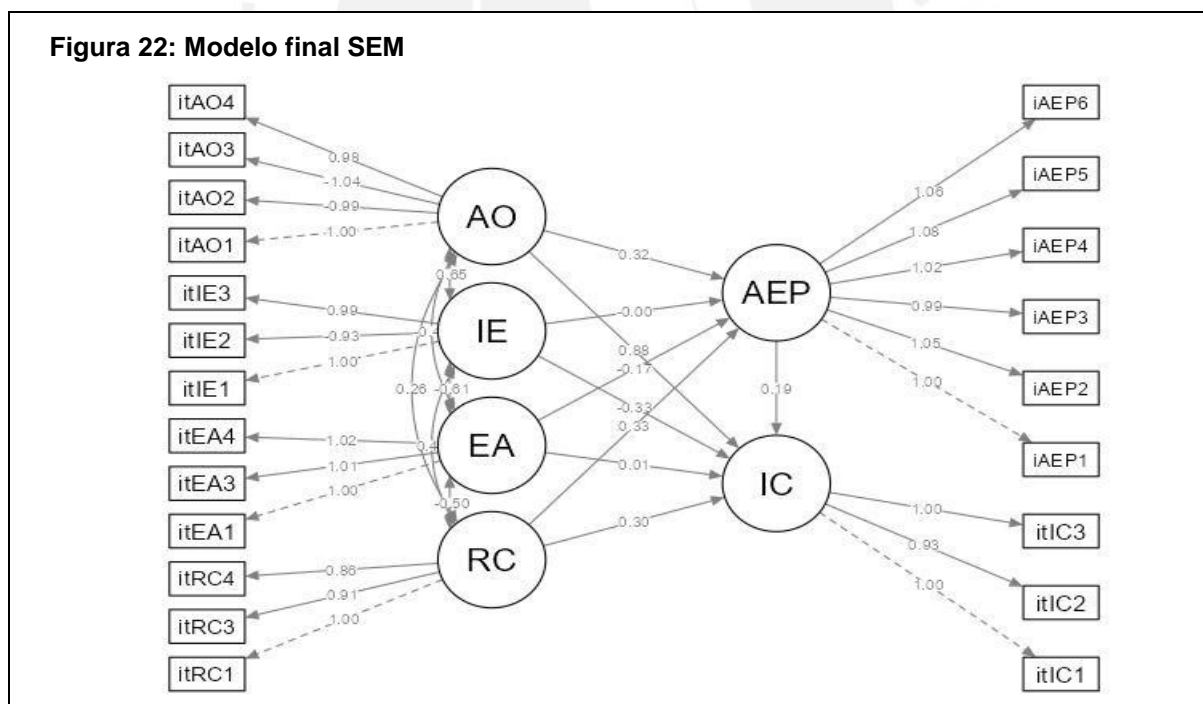 Figura 22: Modelo final SEM
itAO4
itAO3
itAO2
itAO1
itIE3
itIE2
itIE1
itEA4
itEA3
itEA1
itRC4
itRC3
itRC1
0.98
-1.04
-0.99
1.00
0.99
-0.93
1.00
1.02
1.01
1.00
0.86
0.91
1.00
AO
IE
EA
RC
0.65
0.26
-0.61
-0.50
0.32
-0.00
0.88
-0.17
-0.33
0.33
0.01
0.30
AEP
IC
0.19
1.06
1.08
1.02
0.99
1.05
1.00
1.00
0.93
1.00
iAEP6
iAEP5
iAEP4
iAEP3
iAEP2
iAEP1
itIC3
itIC2
itIC1